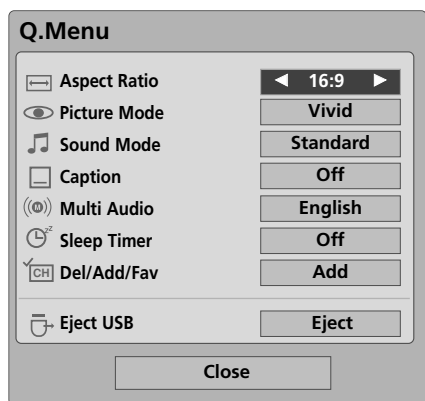 Q.Menu
Aspect Ratio ◀ 16:9 ▶
Picture Mode Vivid
Sound Mode Standard
Caption Off
Multi Audio English
Sleep Timer Off
Del/Add/Fav Add
Eject USB Eject
Close